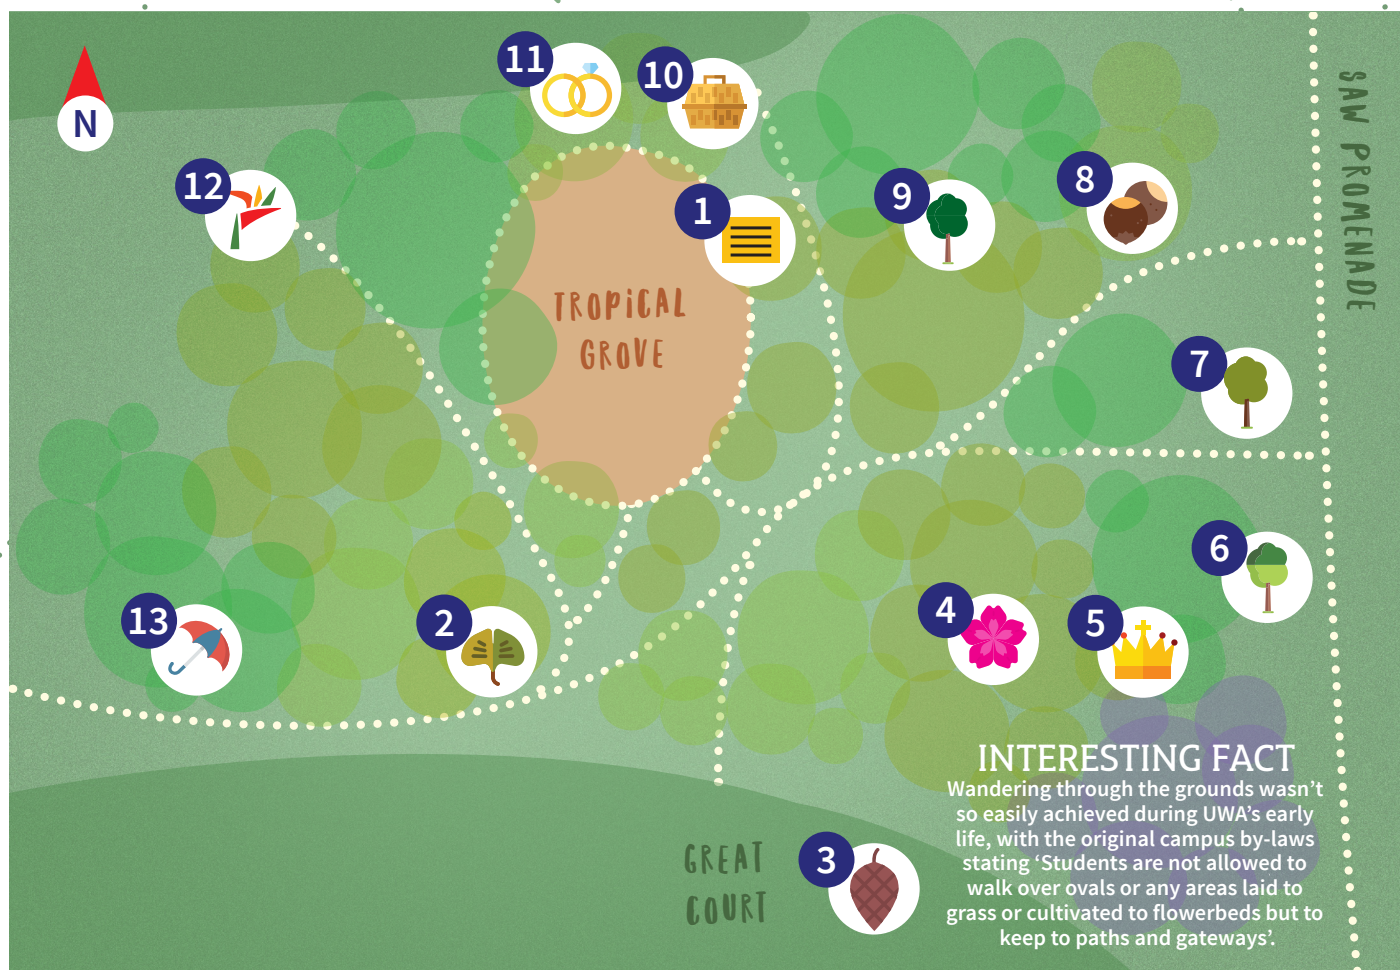 11
10
N
12
SAW PROMENADE
8
9
1
TROPiCAL
GROVE
7
6
4
5
13
2
INTERESTING FACT
Wandering through the grounds wasn’t
so easily achieved during UWA’s early
life, with the original campus by-laws
stating ‘Students are not allowed to
walk over ovals or any areas laid to
grass or cultivated to flowerbeds but to
keep to paths and gateways’.
GREAT
COURT
3